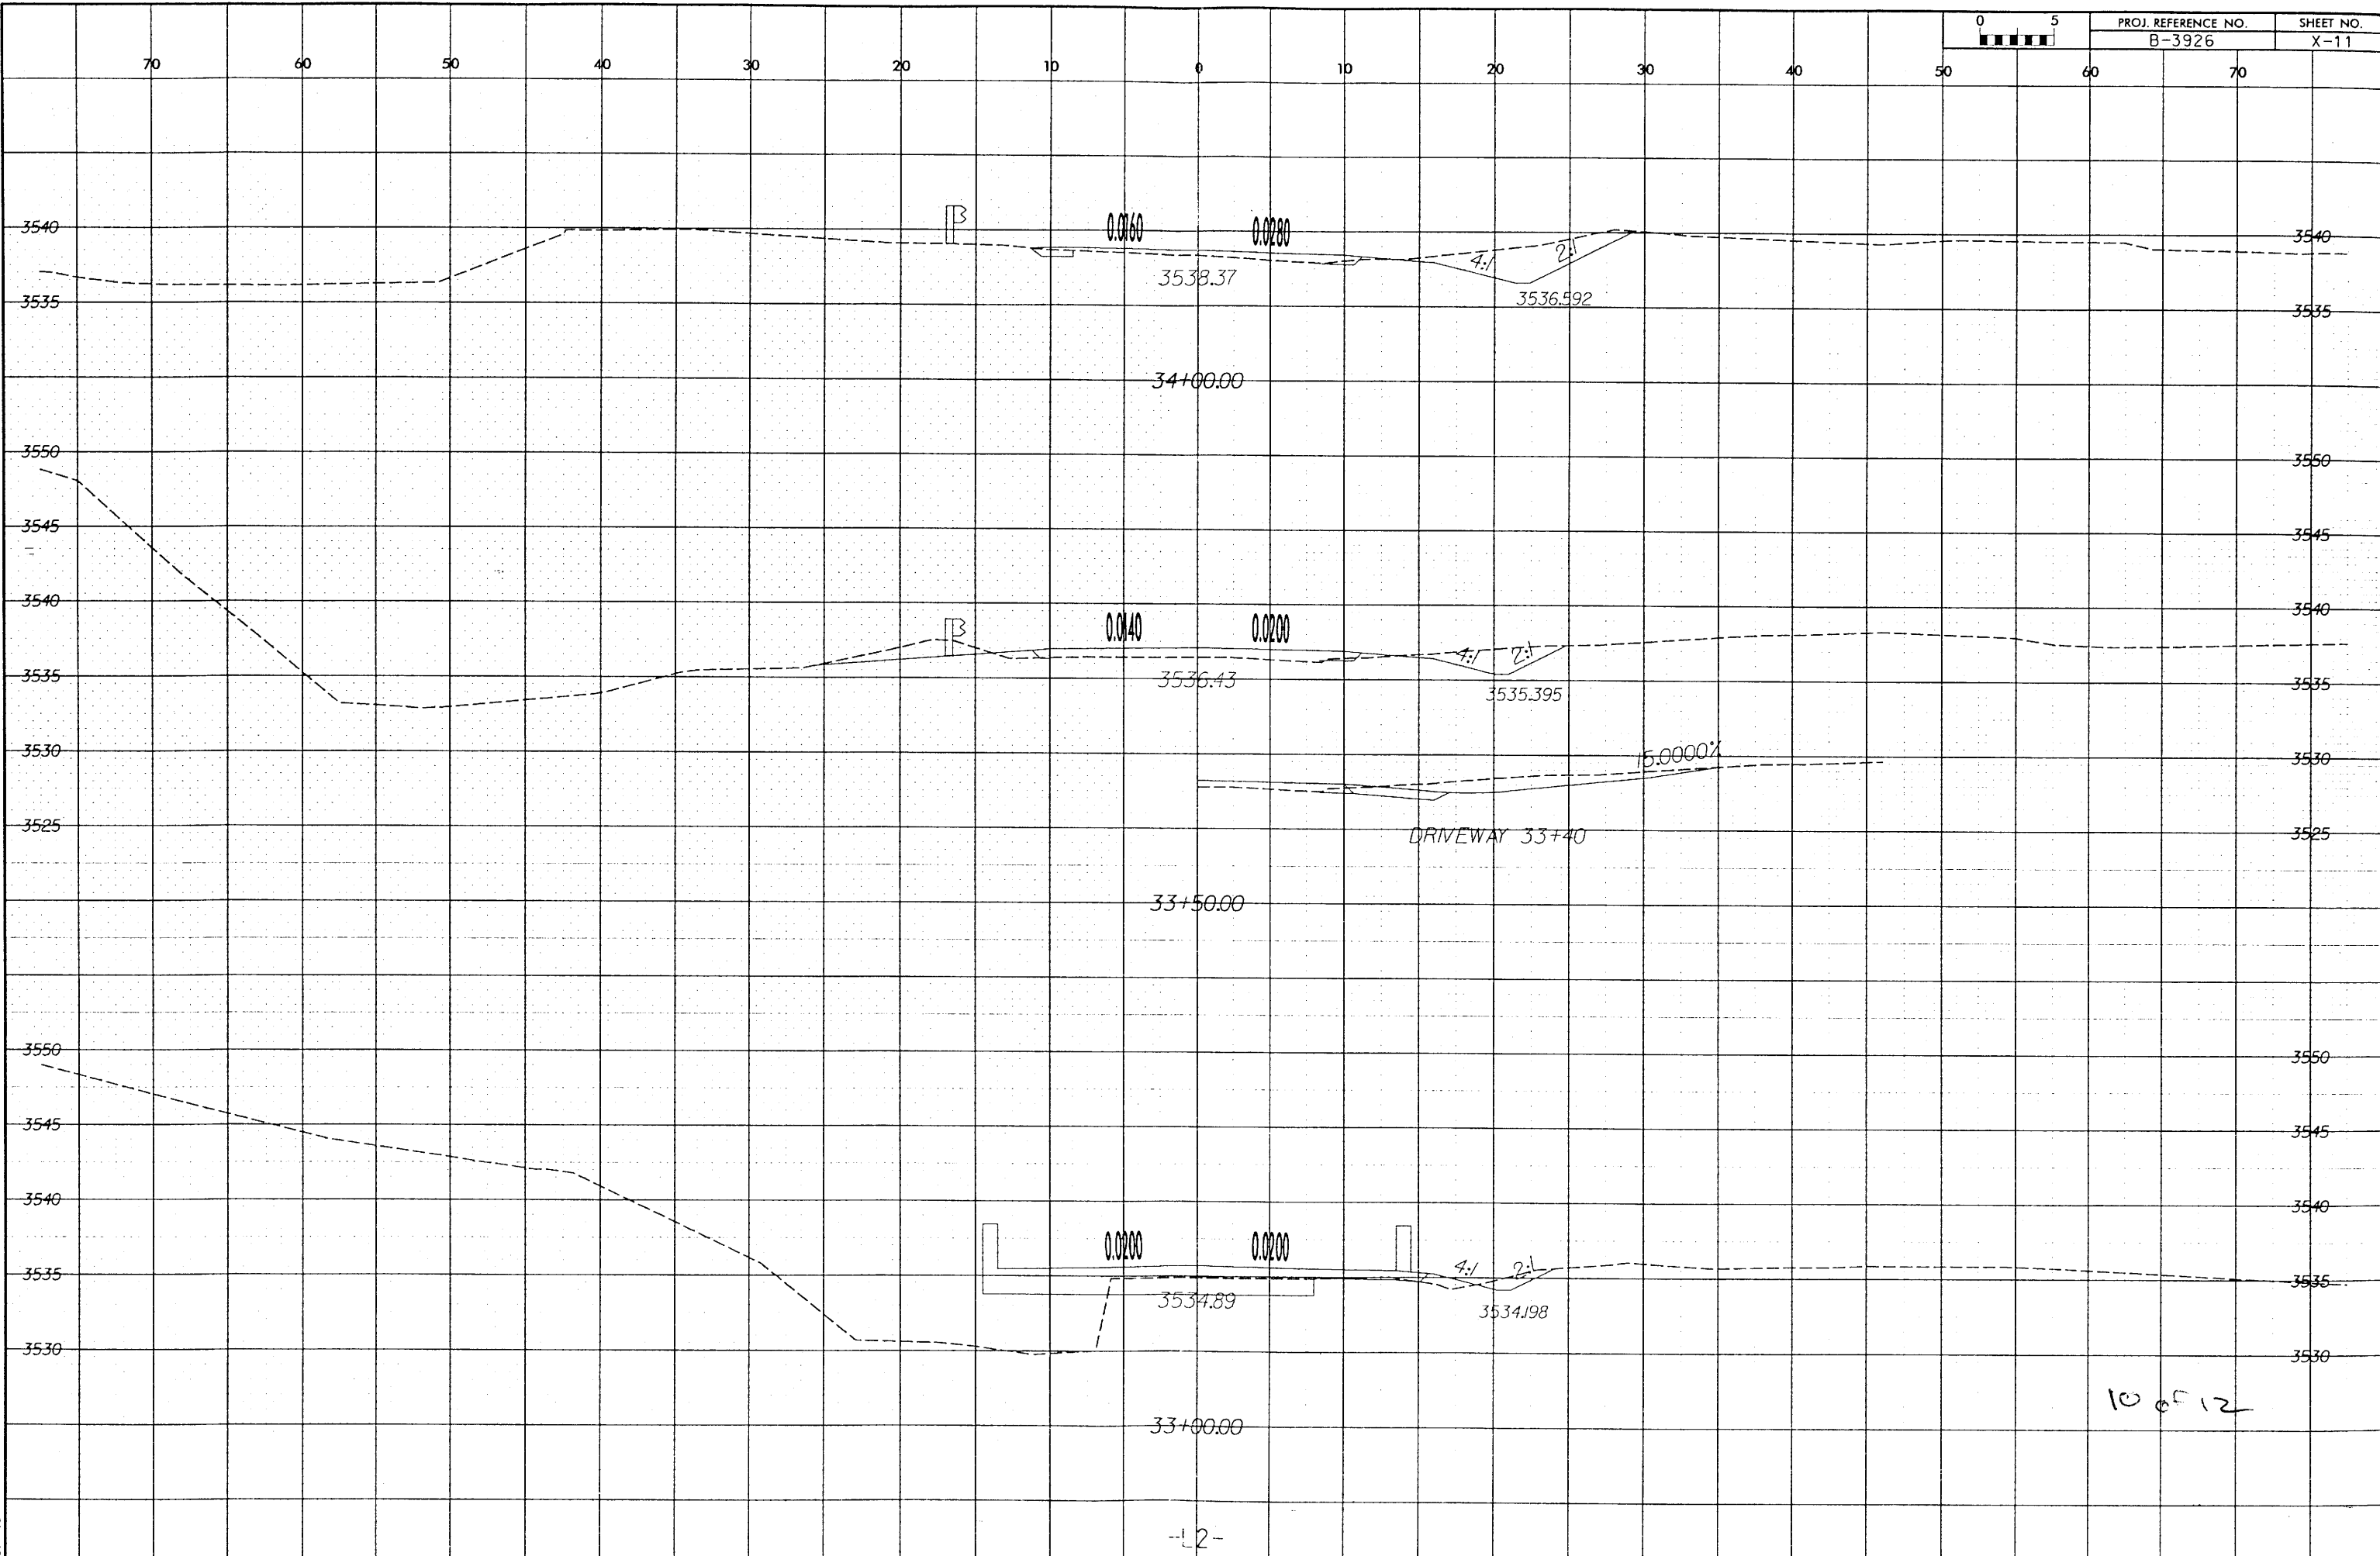 0 5 PROJ. REFERENCE NO. SHEET NO.
B-3926 X-11
70 60 50 40 30 20 10 0 10 20 30 40 50 60 70
3540 0.0160 0.0280 3540
4:1 2:1
3538.37
3535 3536.592 3535
34+00.00
3550 3550
3545 3545
3540 3540
0.0140 0.0200
4:1 2:1
3535 3536.43 3535
3535.395
3530 15.0000% 3530
3525 DRIVEWAY 33+40 3525
33+50.00
3550 3550
3545 3545
3540 3540
0.0200 0.0200
3535 4:1 2:1 3535
3534.89
3534.198
3530 3530
10 of 12
33+00.00
-L2-